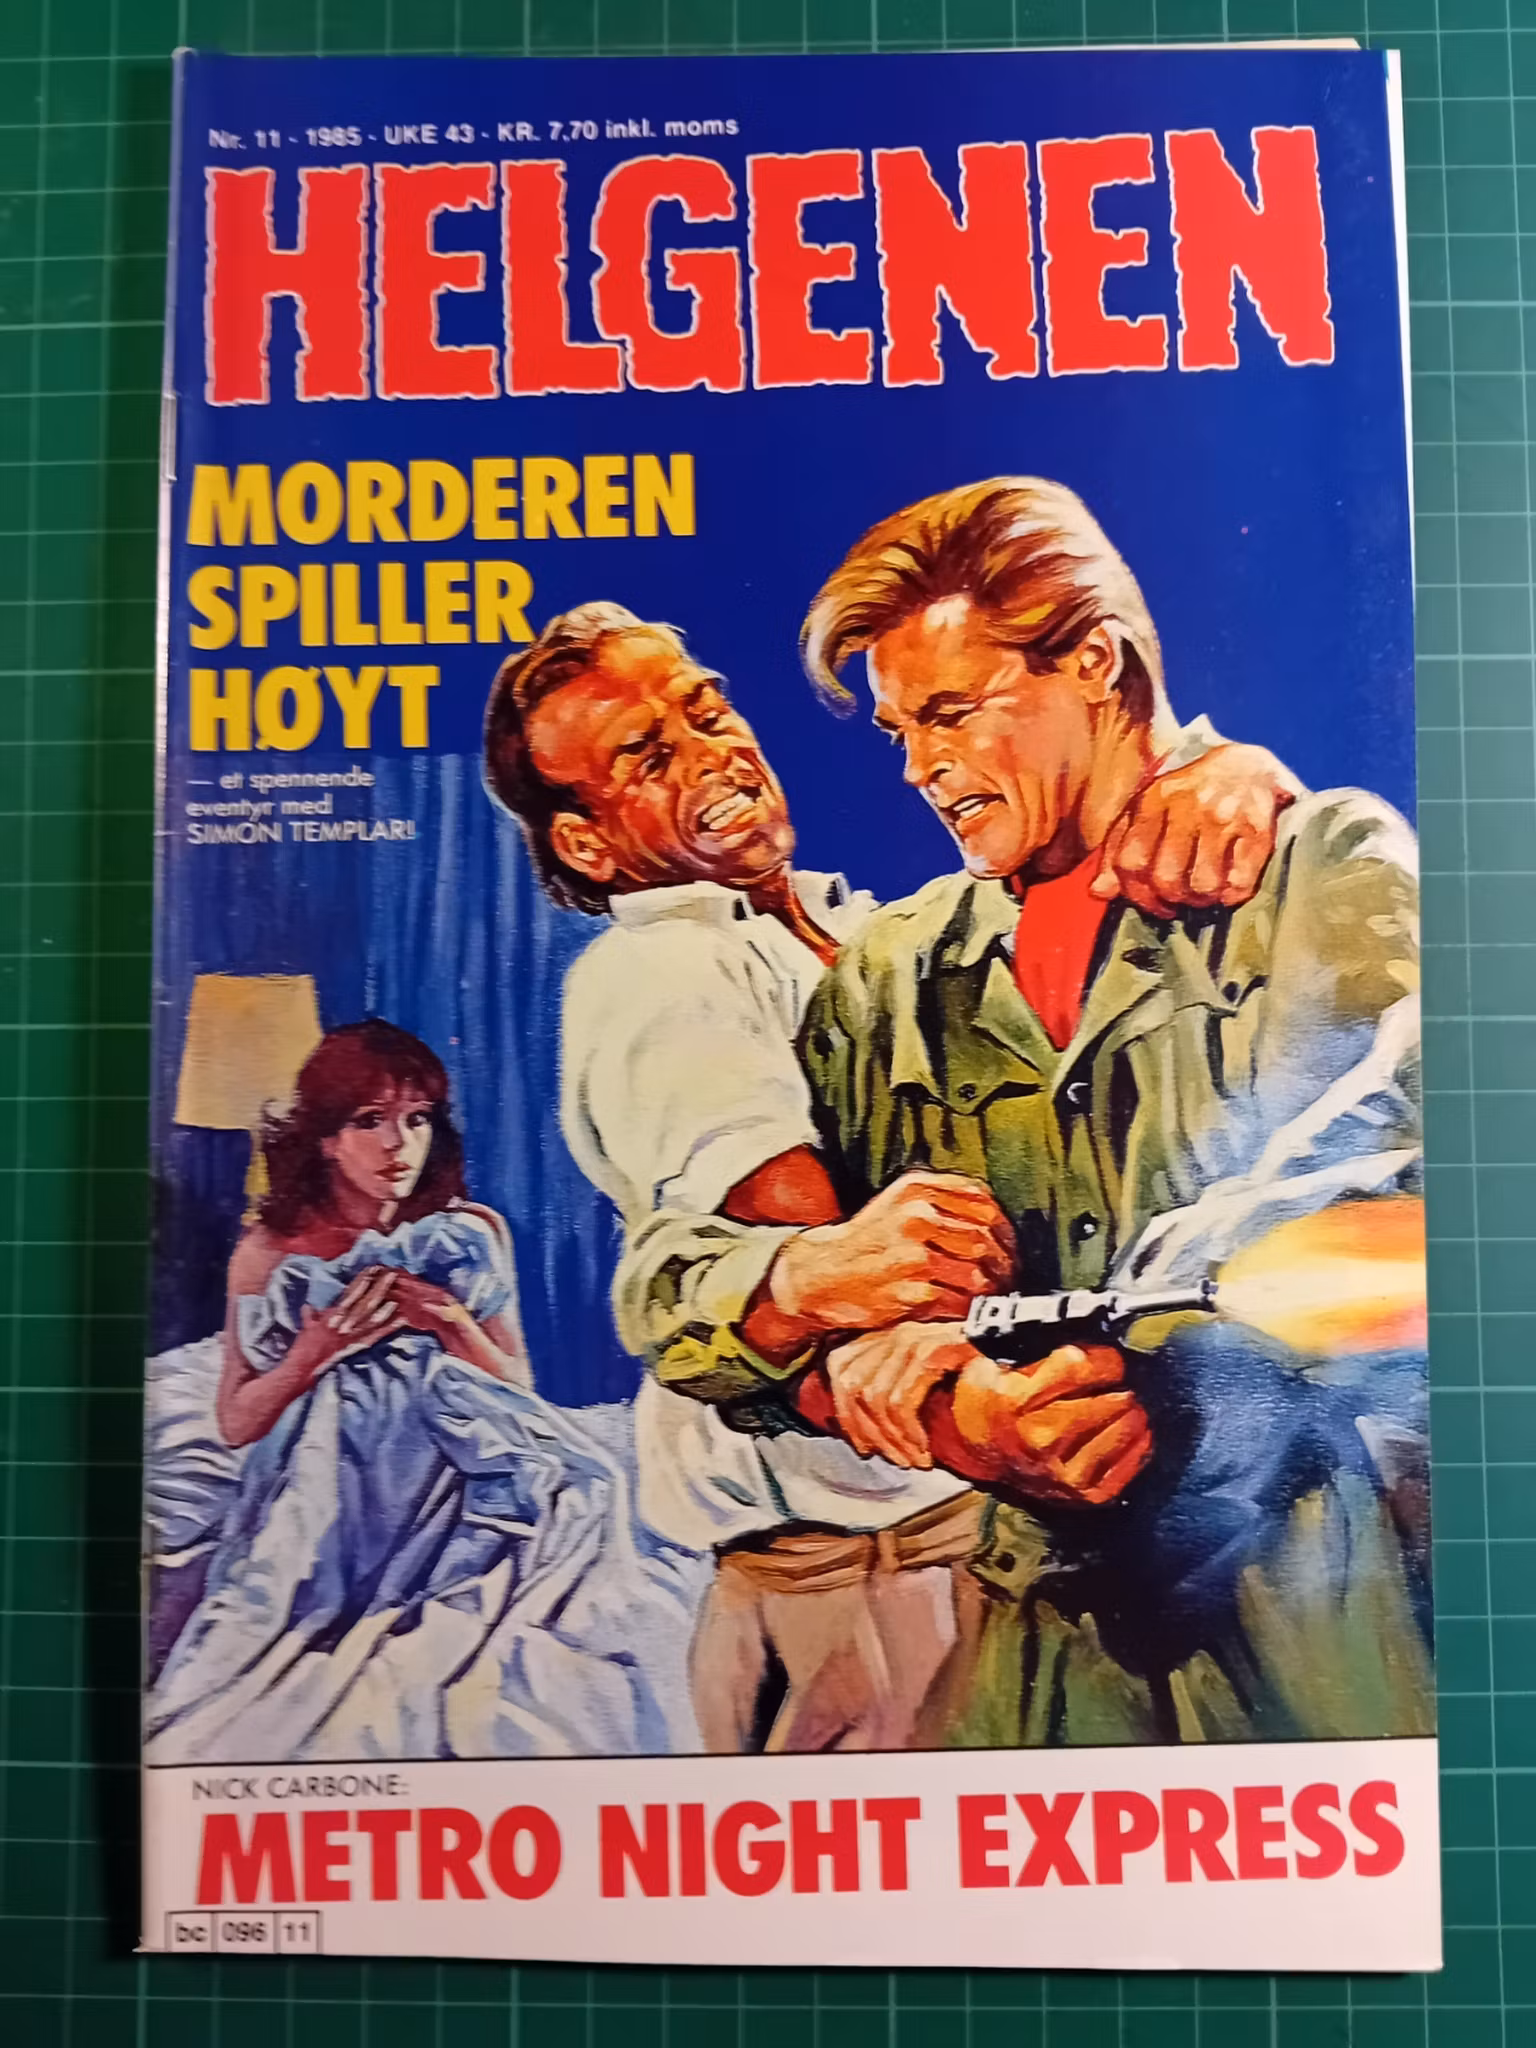 Nr. 11 - 1985 - UKE 43 - KR. 7,70 inkl. moms
HELGENEN
MORDEREN
SPILLER
HØYT
— et spennende
eventyr med
SIMON TEMPLAR!
NICK CARBONE:
METRO NIGHT EXPRESS
bc 096 11